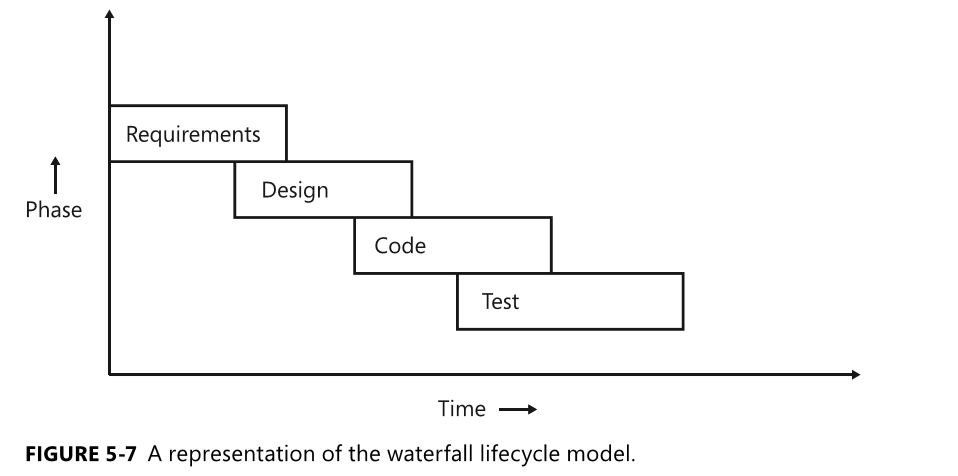 Requirements
Design
Phase
Code
Test
Time
FIGURE 5-7 A representation of the waterfall lifecycle model.